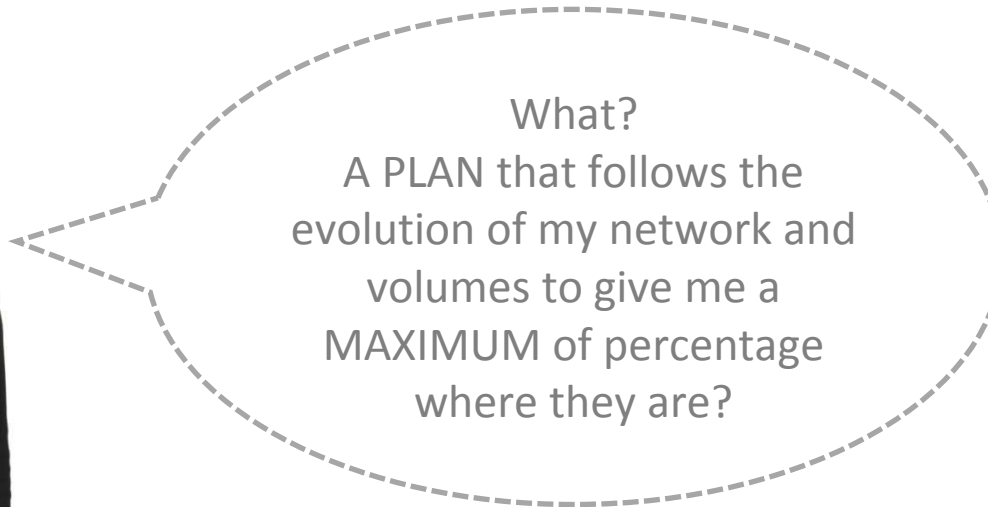 What?
A PLAN that follows the
evolution of my network and
volumes to give me a
MAXIMUM of percentage
where they are?